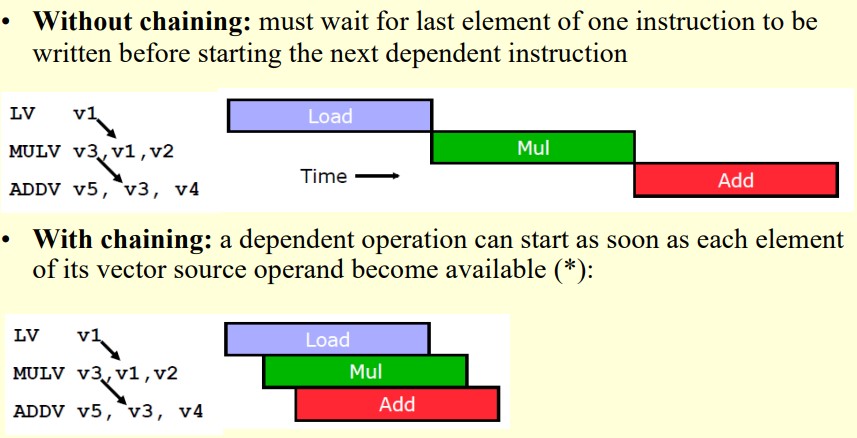 • Without chaining: must wait for last element of one instruction to be
written before starting the next dependent instruction
LV v1
Load
MULV v3,v1,v2
Mul
Time
ADDV v5, v3, v4
Add
• With chaining: a dependent operation can start as soon as each element
of its vector source operand become available (*):
LV v1
Load
MULV v3,v1,v2
Mul
ADDV v5, v3, v4
Add